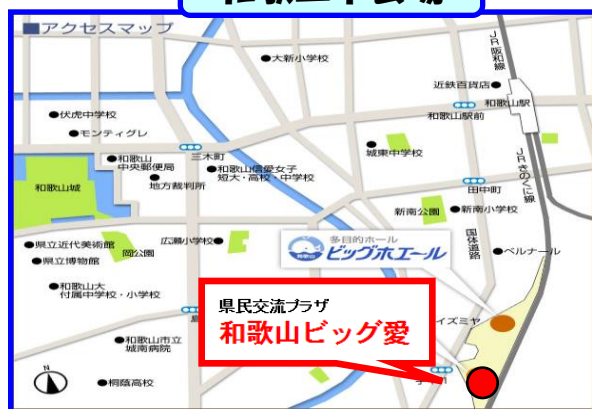 ■アクセスマップ
JR阪和線
●大新小学校
近鉄百貨店●
和歌山駅
●伏虎中学校
和歌山駅前
●モンティグレ
三木町
●和歌山
中央郵便局
●
地方裁判所
●和歌山信愛女子
短大・高校・中学校
●
城東中学校
JRきのくに線
和歌山城
田中町
新南公園
●新南小学校
国体道路
●県立近代美術館
岡公園
広瀬小学校●
●県立博物館
多目的ホール
ビッグホエール
●ベルナール
●和歌山大
付属中学校・小学校
県民交流プラザ
和歌山ビッグ愛
イズミヤ
●和歌山市立
城南病院
N
●桐蔭高校